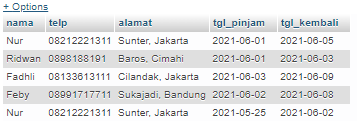 + Options
nama telp alamat tgl_pinjam tgl_kembali
Nur 08212221311 Sunter, Jakarta 2021-06-01 2021-06-05
Ridwan 0898188191 Baros, Cimahi 2021-06-01 2021-06-03
Fadhli 08133613111 Cilandak, Jakarta 2021-06-03 2021-06-09
Feby 08991717711 Sukajadi, Bandung 2021-06-02 2021-06-08
Nur 08212221311 Sunter, Jakarta 2021-05-25 2021-06-02